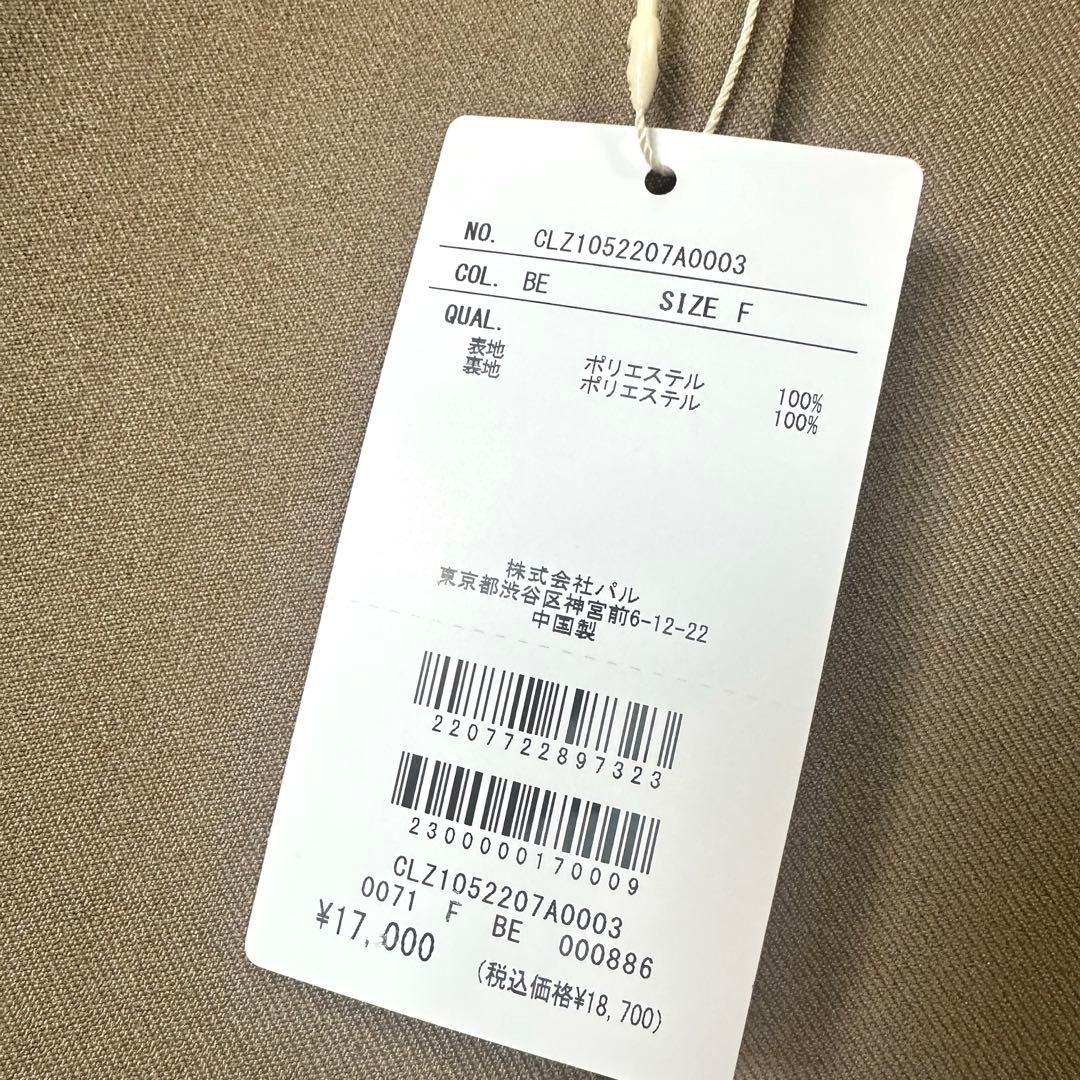 NO. CLZ1052207A0003
COL. BE SIZE F
QUAL.
表地 ポリエステル 100%
裏地 ポリエステル 100%
株式会社パル
東京都渋谷区神宮前6-12-22
中国製
2207722897323
2300000170009
CLZ1052207A0003
0071 F BE 000886
¥17,000
(税込価格¥18,700)